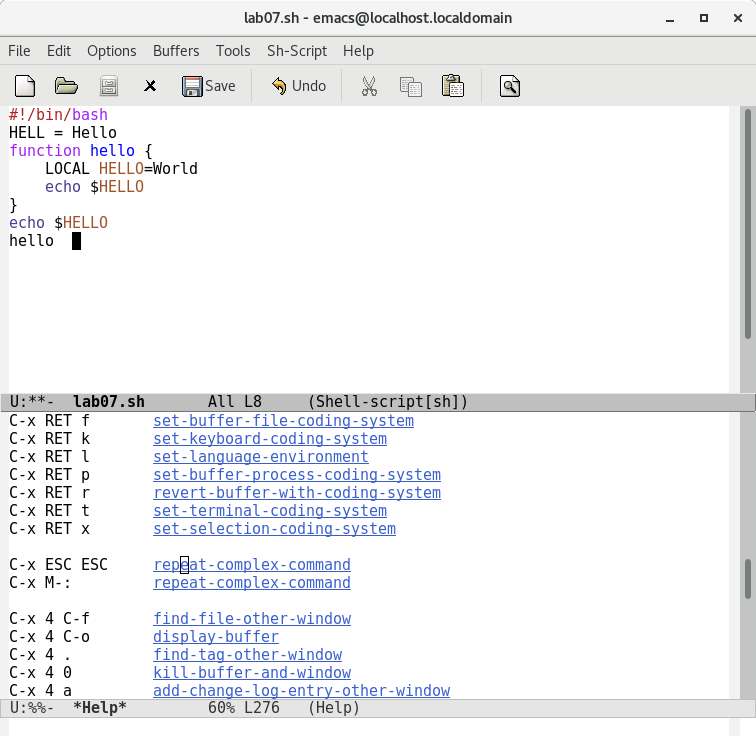 lab07.sh - emacs@localhost.localdomain
File Edit Options Buffers Tools Sh-Script Help
Save Undo
#!/bin/bash
HELL = Hello
function hello {
    LOCAL HELLO=World
    echo $HELLO
}
echo $HELLO
hello
U:**-  lab07.sh       All L8     (Shell-script[sh])
C-x RET f       set-buffer-file-coding-system
C-x RET k       set-keyboard-coding-system
C-x RET l       set-language-environment
C-x RET p       set-buffer-process-coding-system
C-x RET r       revert-buffer-with-coding-system
C-x RET t       set-terminal-coding-system
C-x RET x       set-selection-coding-system
C-x ESC ESC     repeat-complex-command
C-x M-:         repeat-complex-command
C-x 4 C-f       find-file-other-window
C-x 4 C-o       display-buffer
C-x 4 .         find-tag-other-window
C-x 4 0         kill-buffer-and-window
C-x 4 a         add-change-log-entry-other-window
U:%%-  *Help*         60% L276   (Help)